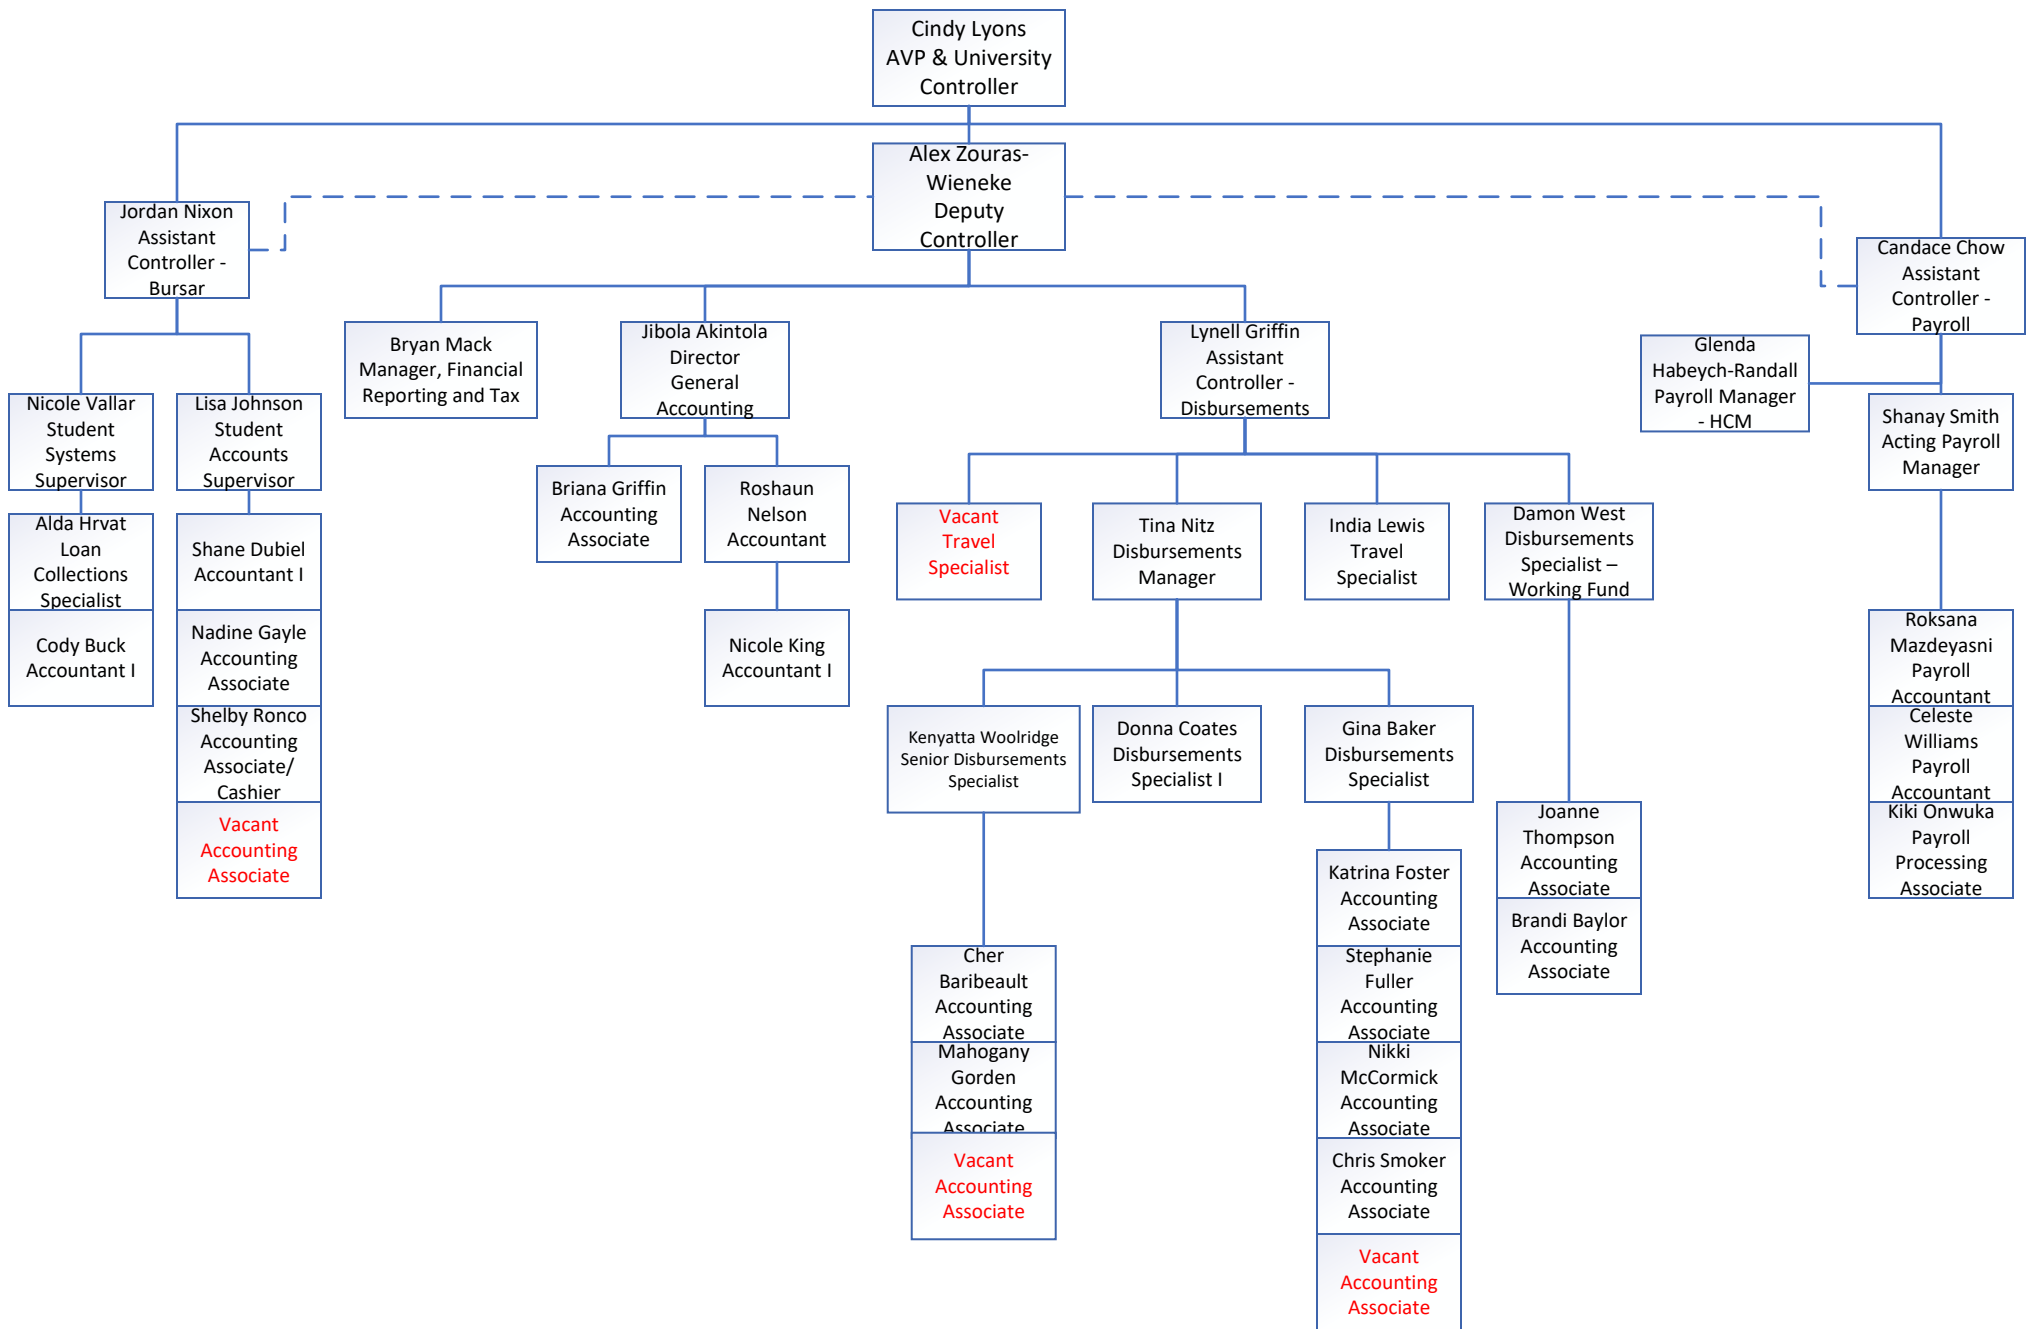 Cindy Lyons
AVP & University
Controller
Alex Zouras-
Wieneke
Deputy
Controller
Jordan Nixon
Assistant
Controller -
Bursar
Candace Chow
Assistant
Controller -
Payroll
Bryan Mack
Manager, Financial
Reporting and Tax
Jibola Akintola
Director
General
Accounting
Lynell Griffin
Assistant
Controller -
Disbursements
Glenda
Habeych-Randall
Payroll Manager
- HCM
Nicole Vallar
Student
Systems
Supervisor
Lisa Johnson
Student
Accounts
Supervisor
Shanay Smith
Acting Payroll
Manager
Briana Griffin
Accounting
Associate
Roshaun
Nelson
Accountant
Vacant
Travel
Specialist
Tina Nitz
Disbursements
Manager
India Lewis
Travel
Specialist
Damon West
Disbursements
Specialist –
Working Fund
Alda Hrvat
Loan
Collections
Specialist
Shane Dubiel
Accountant I
Cody Buck
Accountant I
Nadine Gayle
Accounting
Associate
Nicole King
Accountant I
Roksana
Mazdeyasni
Payroll
Accountant
Shelby Ronco
Accounting
Associate/
Cashier
Kenyatta Woolridge
Senior Disbursements
Specialist
Donna Coates
Disbursements
Specialist I
Gina Baker
Disbursements
Specialist
Celeste
Williams
Payroll
Accountant
Vacant
Accounting
Associate
Joanne
Thompson
Accounting
Associate
Kiki Onwuka
Payroll
Processing
Associate
Katrina Foster
Accounting
Associate
Brandi Baylor
Accounting
Associate
Cher
Baribeault
Accounting
Associate
Stephanie
Fuller
Accounting
Associate
Mahogany
Gorden
Accounting
Associate
Nikki
McCormick
Accounting
Associate
Vacant
Accounting
Associate
Chris Smoker
Accounting
Associate
Vacant
Accounting
Associate